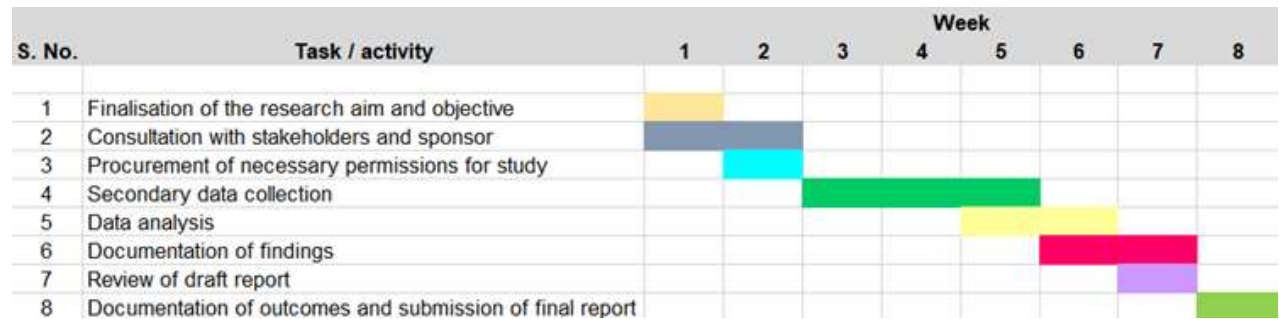 Week
S. No. Task / activity 1 2 3 4 5 6 7 8
1 Finalisation of the research aim and objective
2 Consultation with stakeholders and sponsor
3 Procurement of necessary permissions for study
4 Secondary data collection
5 Data analysis
6 Documentation of findings
7 Review of draft report
8 Documentation of outcomes and submission of final report